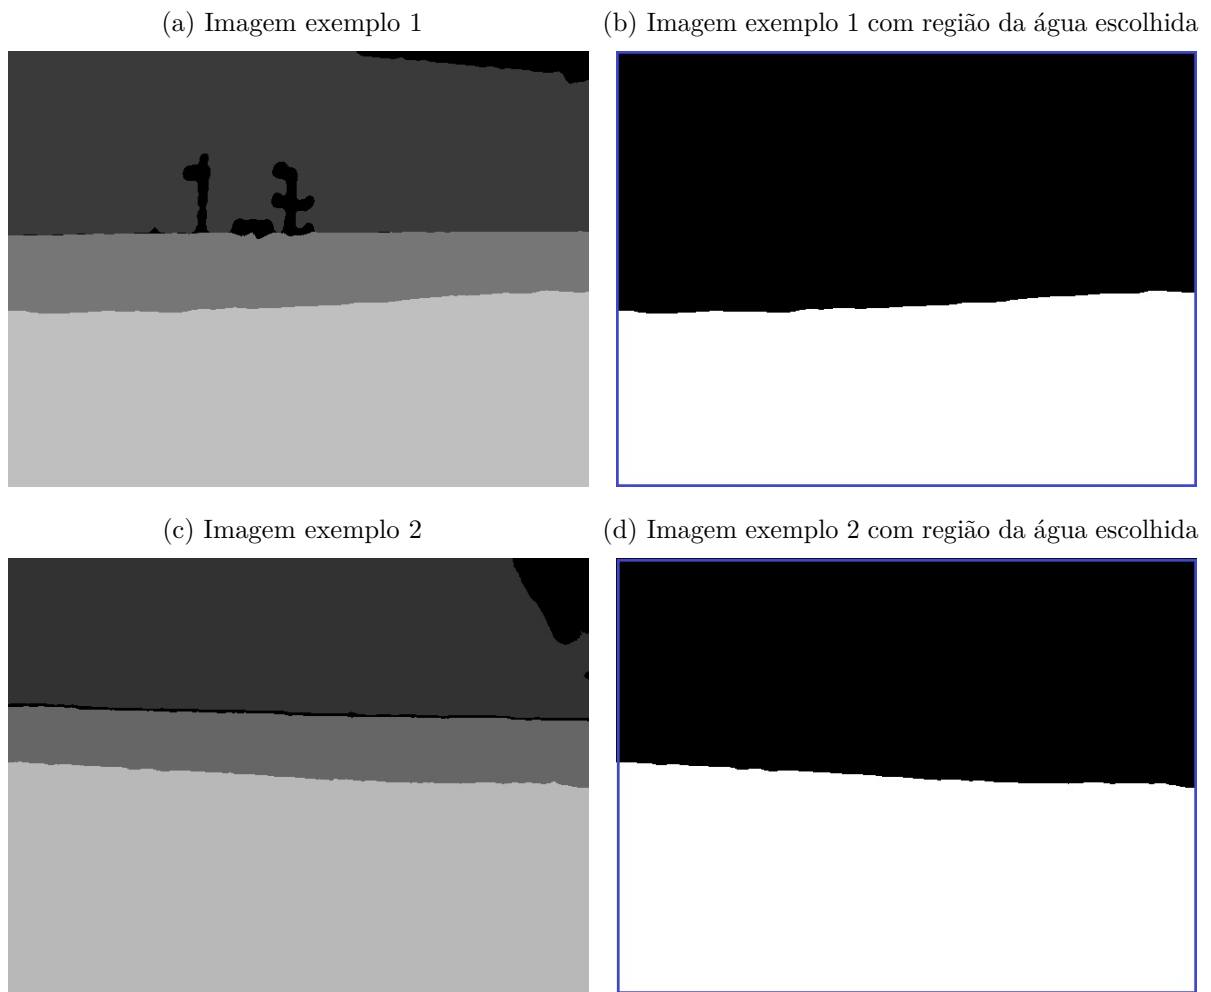 (a) Imagem exemplo 1
(b) Imagem exemplo 1 com região da água escolhida
(c) Imagem exemplo 2
(d) Imagem exemplo 2 com região da água escolhida